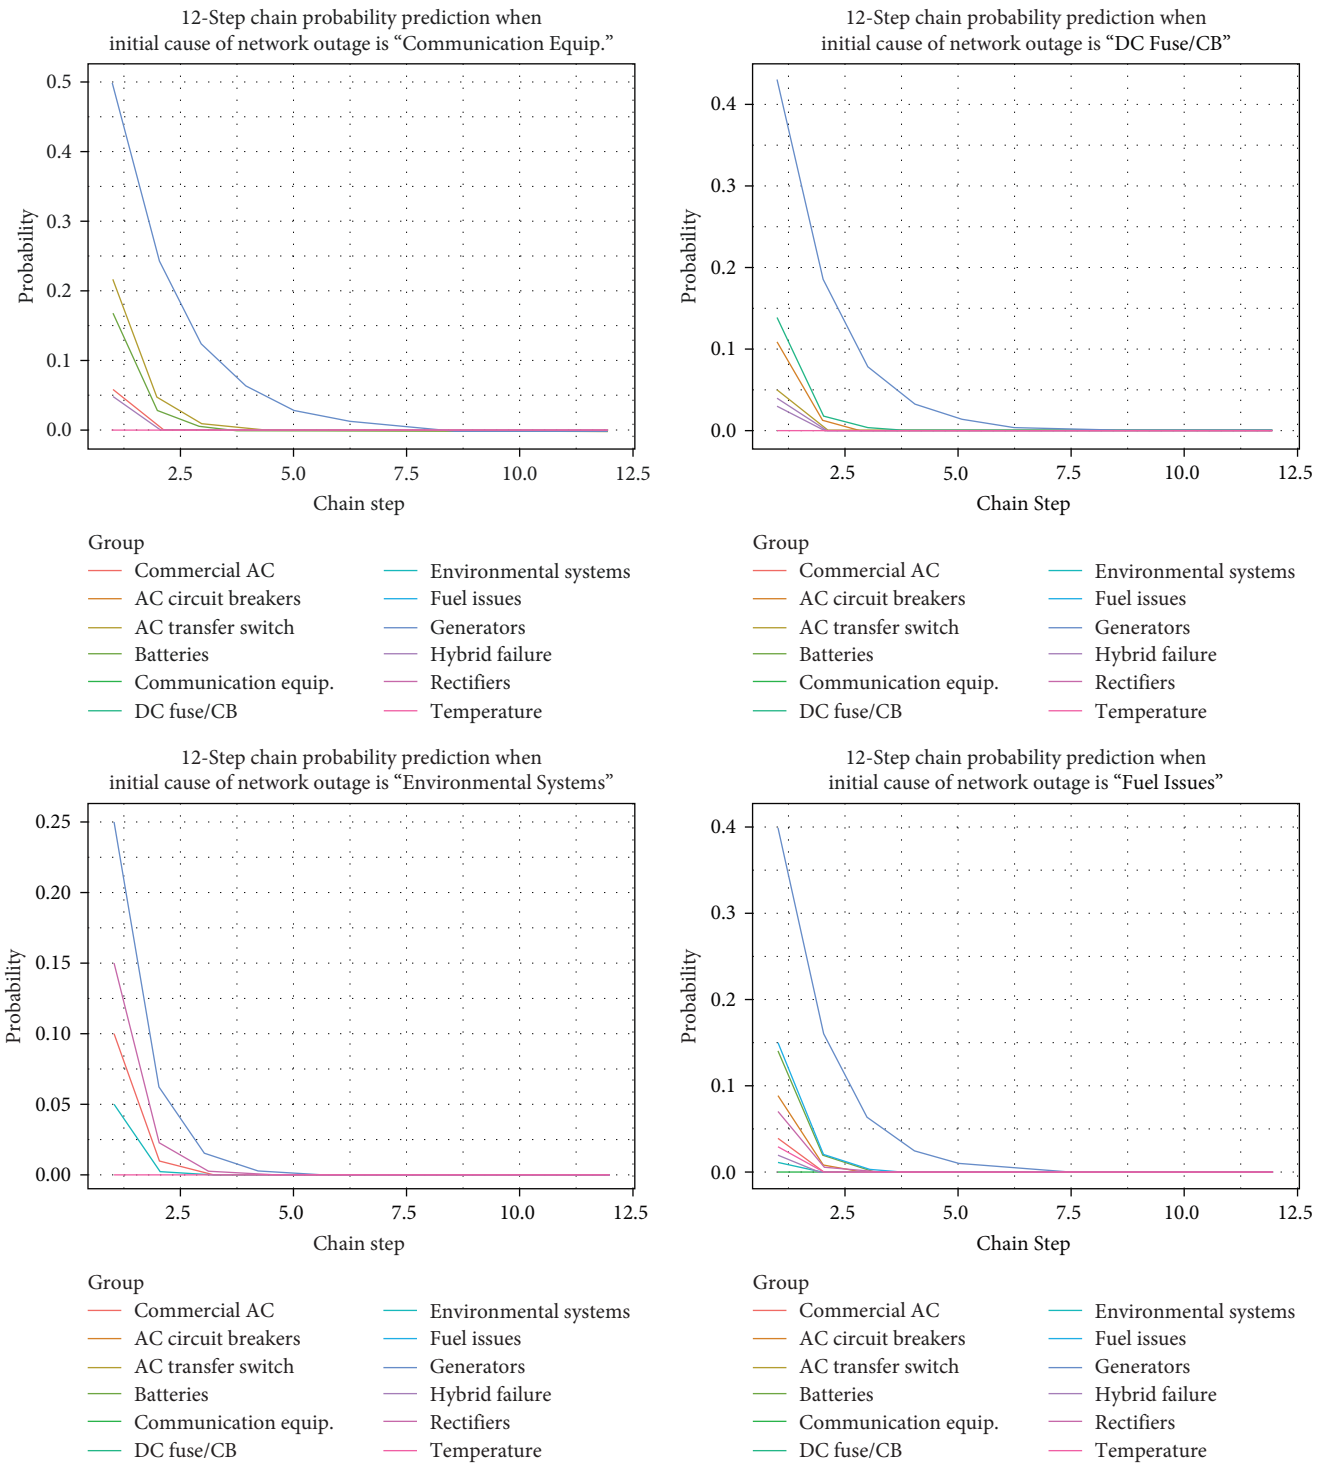 12-Step chain probability prediction when
initial cause of network outage is “Communication Equip.”
0.5
0.4
0.3
0.2
0.1
0.0
Probability
2.5
5.0
7.5
10.0
12.5
Chain step
Group
Commercial AC
AC circuit breakers
AC transfer switch
Batteries
Communication equip.
DC fuse/CB
Environmental systems
Fuel issues
Generators
Hybrid failure
Rectifiers
Temperature
12-Step chain probability prediction when
initial cause of network outage is “DC Fuse/CB”
0.4
0.3
0.2
0.1
0.0
Probability
2.5
5.0
7.5
10.0
12.5
Chain Step
Group
Commercial AC
AC circuit breakers
AC transfer switch
Batteries
Communication equip.
DC fuse/CB
Environmental systems
Fuel issues
Generators
Hybrid failure
Rectifiers
Temperature
12-Step chain probability prediction when
initial cause of network outage is “Environmental Systems”
0.25
0.20
0.15
0.10
0.05
0.00
Probability
2.5
5.0
7.5
10.0
12.5
Chain step
Group
Commercial AC
AC circuit breakers
AC transfer switch
Batteries
Communication equip.
DC fuse/CB
Environmental systems
Fuel issues
Generators
Hybrid failure
Rectifiers
Temperature
12-Step chain probability prediction when
initial cause of network outage is “Fuel Issues”
0.4
0.3
0.2
0.1
0.0
Probability
2.5
5.0
7.5
10.0
12.5
Chain Step
Group
Commercial AC
AC circuit breakers
AC transfer switch
Batteries
Communication equip.
DC fuse/CB
Environmental systems
Fuel issues
Generators
Hybrid failure
Rectifiers
Temperature